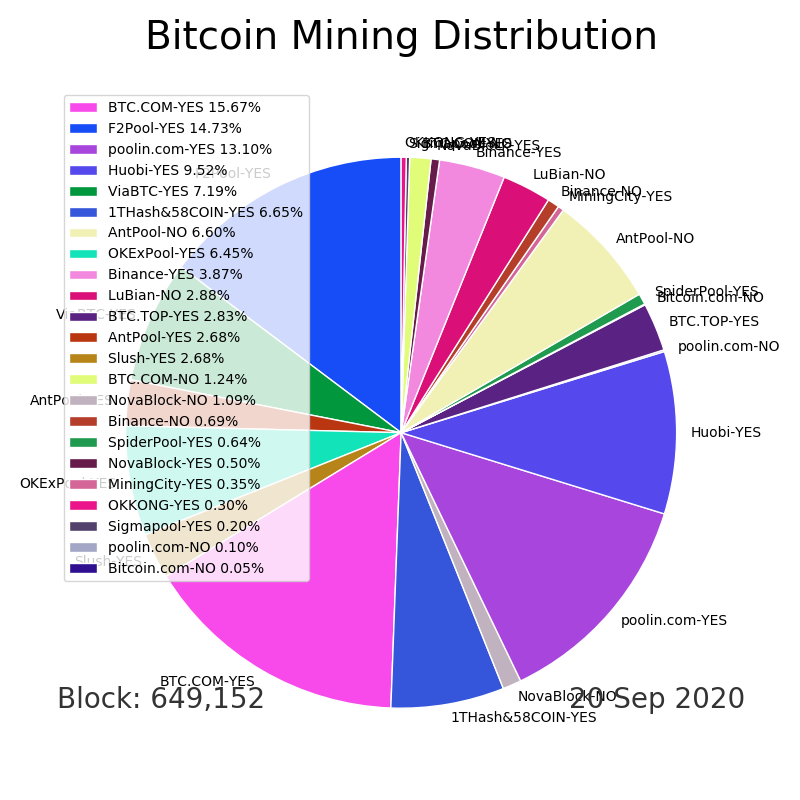 Bitcoin Mining Distribution
BTC.COM-YES 15.67%
F2Pool-YES 14.73%
poolin.com-YES 13.10%
Huobi-YES 9.52%
ViaBTC-YES 7.19%
1THash&58COIN-YES 6.65%
AntPool-NO 6.60%
OKExPool-YES 6.45%
Binance-YES 3.87%
LuBian-NO 2.88%
BTC.TOP-YES 2.83%
AntPool-YES 2.68%
Slush-YES 2.68%
BTC.COM-NO 1.24%
NovaBlock-NO 1.09%
Binance-NO 0.69%
SpiderPool-YES 0.64%
NovaBlock-YES 0.50%
MiningCity-YES 0.35%
OKKONG-YES 0.30%
Sigmapool-YES 0.20%
poolin.com-NO 0.10%
Bitcoin.com-NO 0.05%
OKKONG-YES
Binance-YES
LuBian-NO
Binance-NO
MiningCity-YES
AntPool-NO
SpiderPool-YES
Bitcoin.com-NO
BTC.TOP-YES
poolin.com-NO
Huobi-YES
poolin.com-YES
NovaBlock-NO
1THash&58COIN-YES
BTC.COM-YES
Slush-YES
F2Pool-YES
Block: 649,152
20 Sep 2020